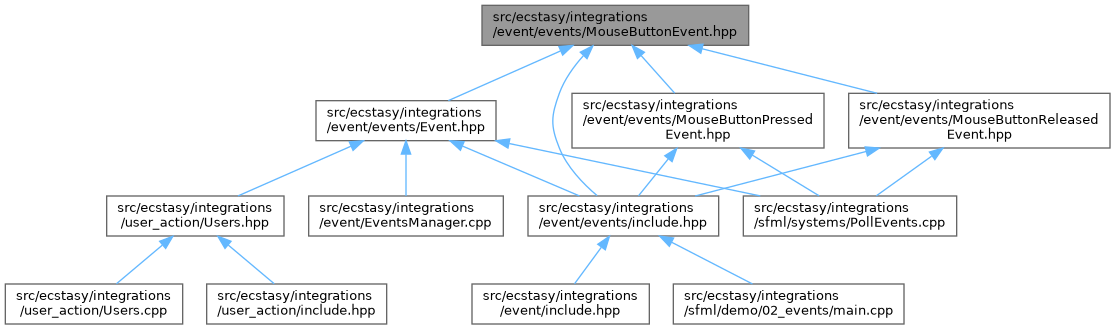 src/ecstasy/integrations
/event/events/MouseButtonEvent.hpp
src/ecstasy/integrations
/event/events/Event.hpp
src/ecstasy/integrations
/event/events/MouseButtonPressed
Event.hpp
src/ecstasy/integrations
/event/events/MouseButtonReleased
Event.hpp
src/ecstasy/integrations
/user_action/Users.hpp
src/ecstasy/integrations
/event/EventsManager.cpp
src/ecstasy/integrations
/event/events/include.hpp
src/ecstasy/integrations
/sfml/systems/PollEvents.cpp
src/ecstasy/integrations
/user_action/Users.cpp
src/ecstasy/integrations
/user_action/include.hpp
src/ecstasy/integrations
/event/include.hpp
src/ecstasy/integrations
/sfml/demo/02_events/main.cpp